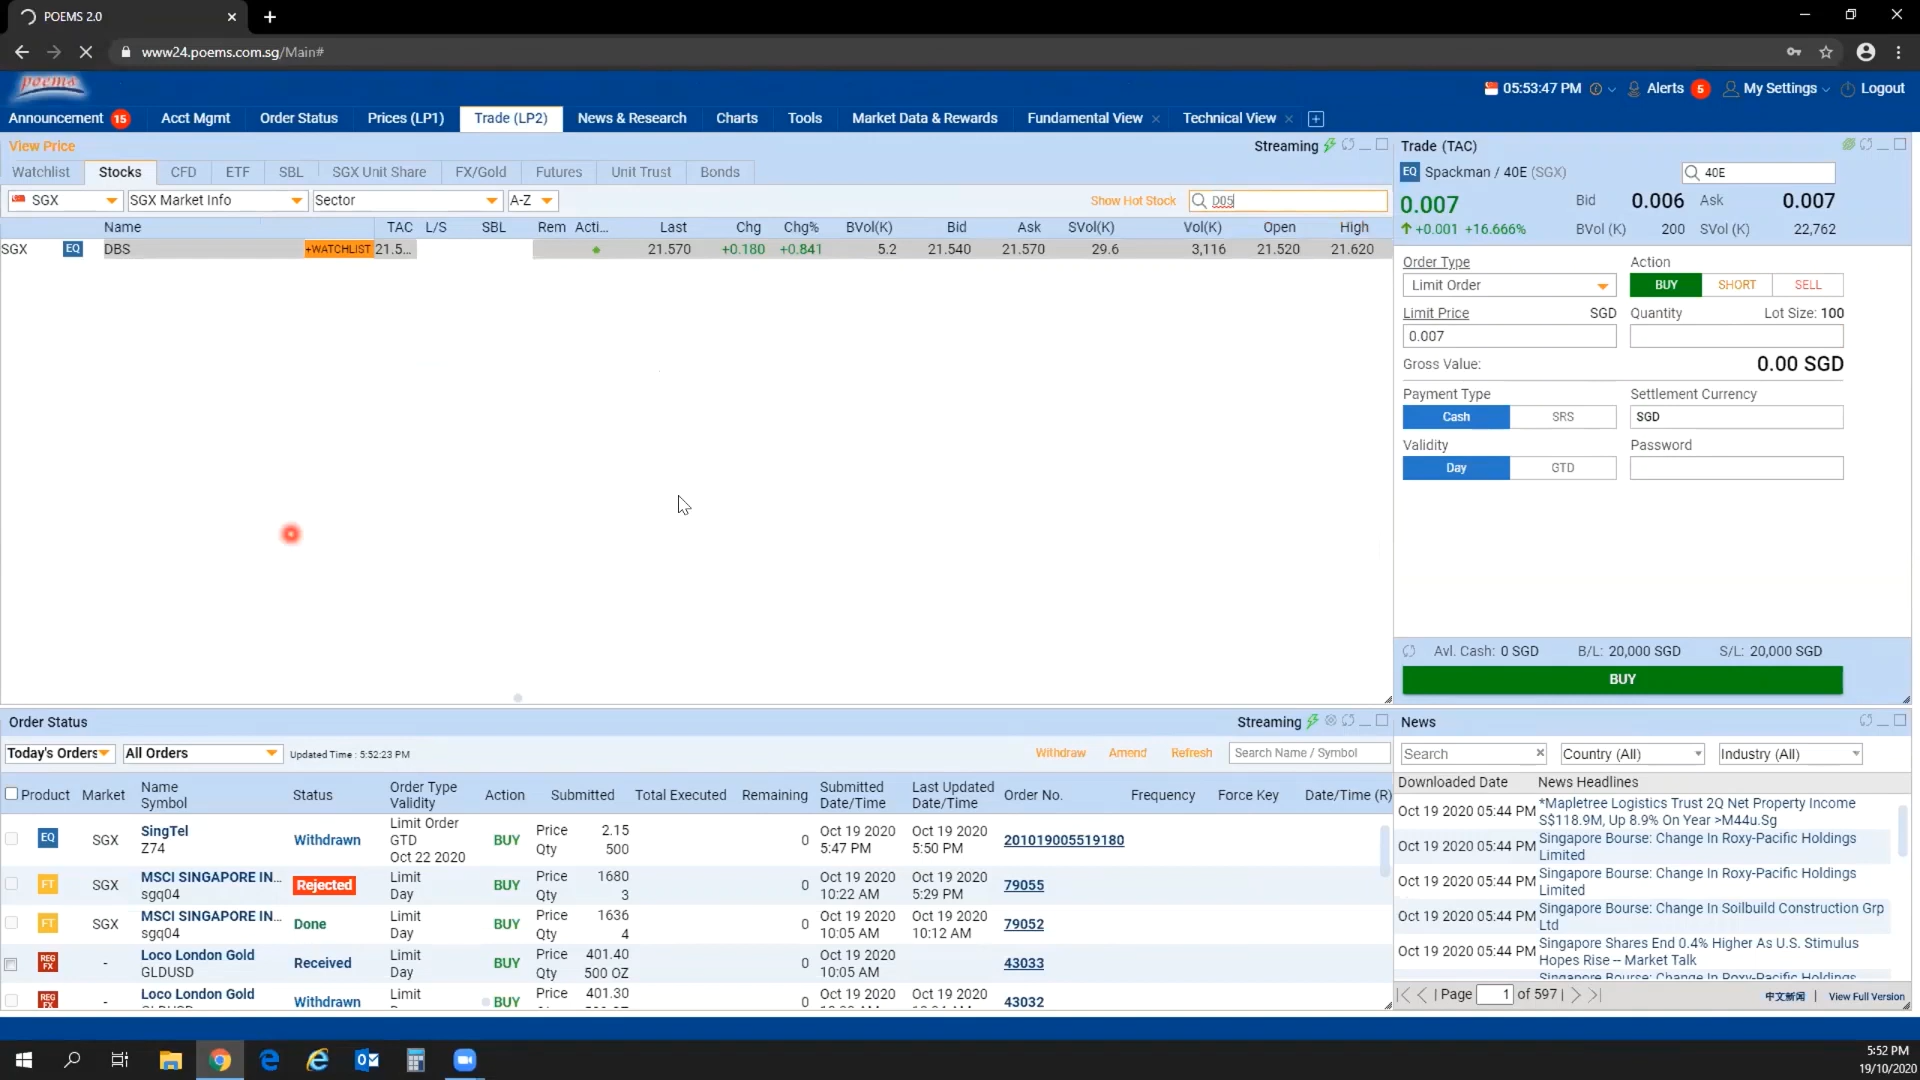 POEMS 2.0
www24.poems.com.sg/Main#
poems
05:53:47 PM Alerts 5 My Settings Logout
Announcement 15 Acct Mgmt Order Status Prices (LP1) Trade (LP2) News & Research Charts Tools Market Data & Rewards Fundamental View Technical View
View Price Streaming
Watchlist Stocks CFD ETF SBL SGX Unit Share FX/Gold Futures Unit Trust Bonds
SGX SGX Market Info Sector A-Z Show Hot Stock D05
Name TAC L/S SBL Rem Acti... Last Chg Chg% BVol(K) Bid Ask SVol(K) Vol(K) Open High
SGX EQ DBS +WATCHLIST 21.5... 21.570 +0.180 +0.841 5.2 21.540 21.570 29.6 3,116 21.520 21.620
Trade (TAC)
EQ Spackman / 40E (SGX) 40E
0.007 Bid 0.006 Ask 0.007
+0.001 +16.666% BVol (K) 200 SVol (K) 22,762
Order Type Action
Limit Order BUY SHORT SELL
Limit Price SGD Quantity Lot Size: 100
0.007
Gross Value: 0.00 SGD
Payment Type Settlement Currency
Cash SRS SGD
Validity Password
Day GTD
Avl. Cash: 0 SGD B/L: 20,000 SGD S/L: 20,000 SGD
BUY
Order Status Streaming
Today's Orders All Orders Updated Time : 5:52:23 PM Withdraw Amend Refresh Search Name / Symbol
Product Market Name Symbol Status Order Type Validity Action Submitted Total Executed Remaining Submitted Date/Time Last Updated Date/Time Order No. Frequency Force Key Date/Time (R)
EQ SGX SingTel Z74 Withdrawn Limit Order GTD Oct 22 2020 BUY Price 2.15 Qty 500 0 Oct 19 2020 5:47 PM Oct 19 2020 5:50 PM 201019005519180
FT SGX MSCI SINGAPORE IN... sgq04 Rejected Limit Day BUY Price 1680 Qty 3 0 Oct 19 2020 10:22 AM Oct 19 2020 5:29 PM 79055
FT SGX MSCI SINGAPORE IN... sgq04 Done Limit Day BUY Price 1636 Qty 4 0 Oct 19 2020 10:05 AM Oct 19 2020 10:12 AM 79052
REG FX - Loco London Gold GLDUSD Received Limit Day BUY Price 401.40 Qty 500 OZ 0 Oct 19 2020 10:05 AM 43033
REG FX - Loco London Gold Withdrawn Limit BUY Price 401.30 0 Oct 19 2020 Oct 19 2020 43032
News
Search Country (All) Industry (All)
Downloaded Date News Headlines
Oct 19 2020 05:44 PM *Mapletree Logistics Trust 2Q Net Property Income
S$118.9M, Up 8.9% On Year >M44u.Sg
Oct 19 2020 05:44 PM Singapore Bourse: Change In Roxy-Pacific Holdings
Limited
Oct 19 2020 05:44 PM Singapore Bourse: Change In Roxy-Pacific Holdings
Limited
Oct 19 2020 05:44 PM Singapore Bourse: Change In Soilbuild Construction Grp
Ltd
Oct 19 2020 05:44 PM Singapore Shares End 0.4% Higher As U.S. Stimulus
Hopes Rise -- Market Talk
Singapore Bourse: Change In Roxy-Pacific Holdings
Page 1 of 597
中文新闻 | View Full Version
5:52 PM
19/10/2020